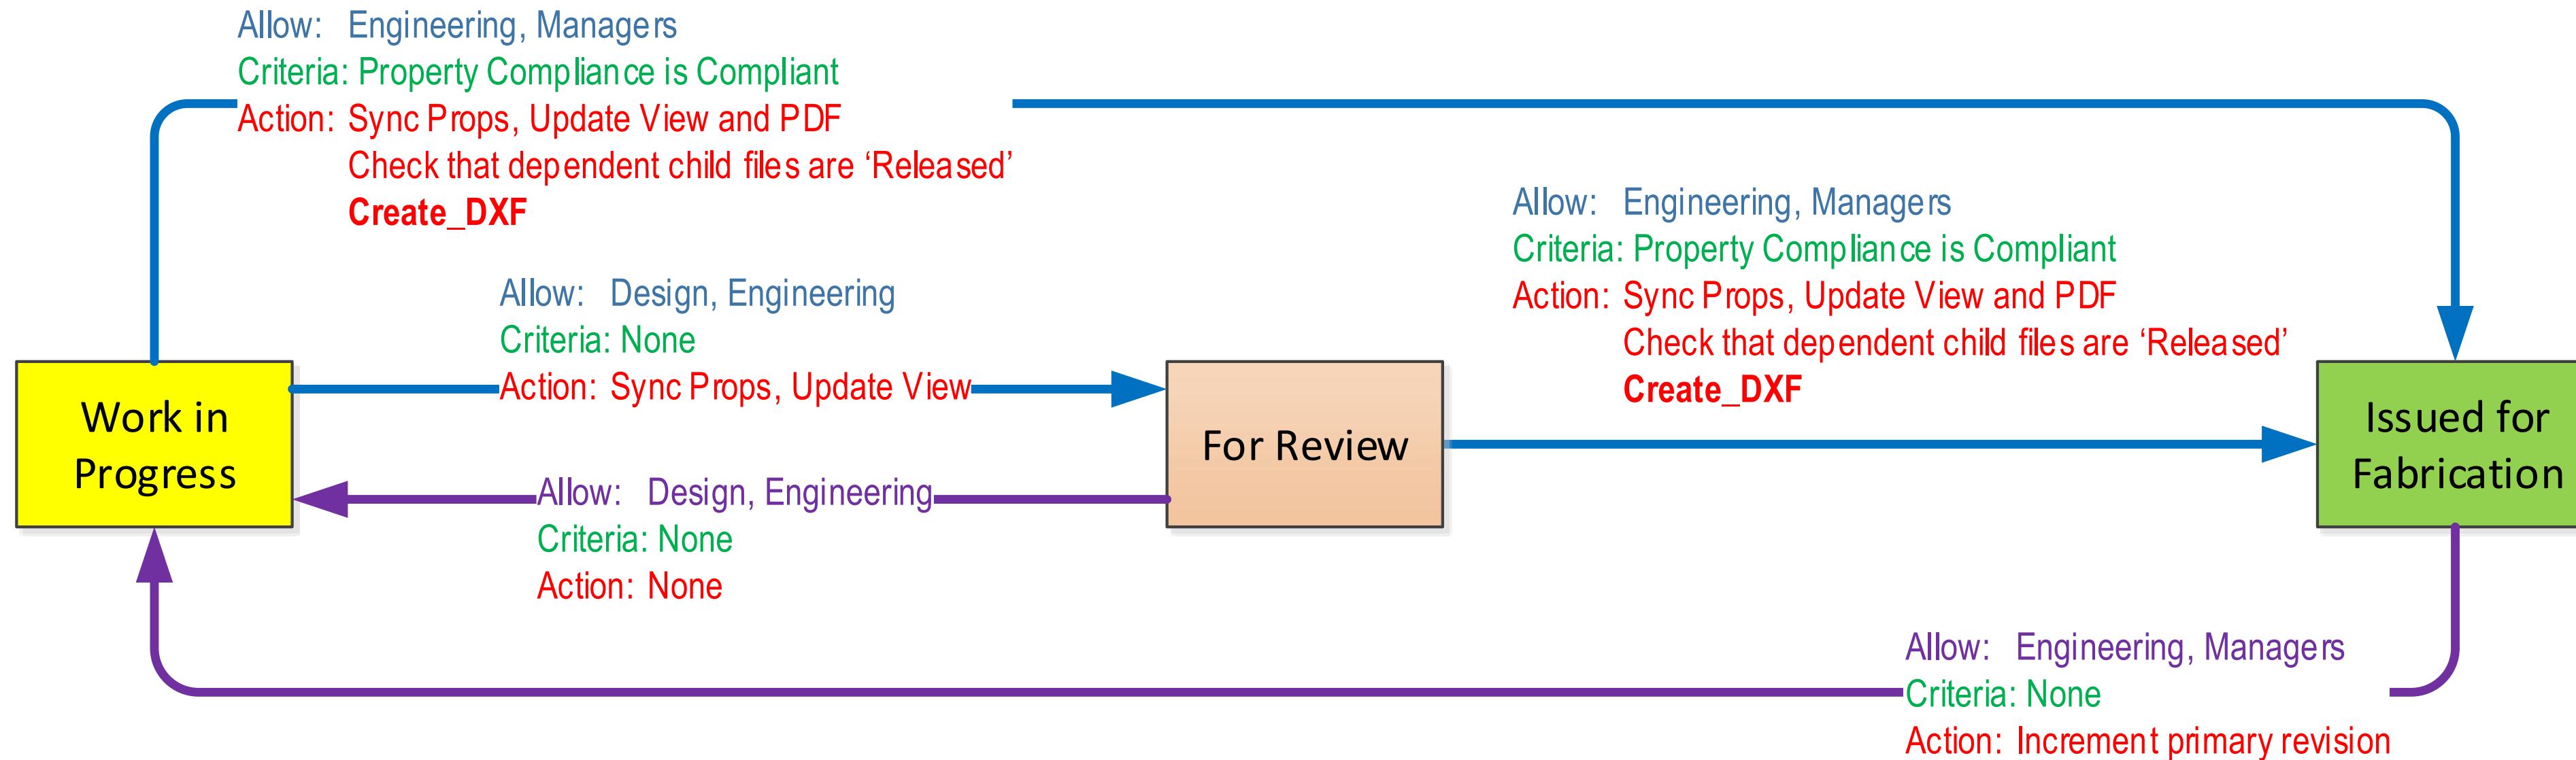 Allow: Engineering, Managers
Criteria: Property Compliance is Compliant
Action: Sync Props, Update View and PDF
Check that dependent child files are ‘Released’
Create_DXF
Allow: Engineering, Managers
Criteria: Property Compliance is Compliant
Action: Sync Props, Update View and PDF
Check that dependent child files are ‘Released’
Create_DXF
Allow: Design, Engineering
Criteria: None
Action: Sync Props, Update View
Work in
Progress
For Review
Issued for
Fabrication
Allow: Design, Engineering
Criteria: None
Action: None
Allow: Engineering, Managers
Criteria: None
Action: Increment primary revision